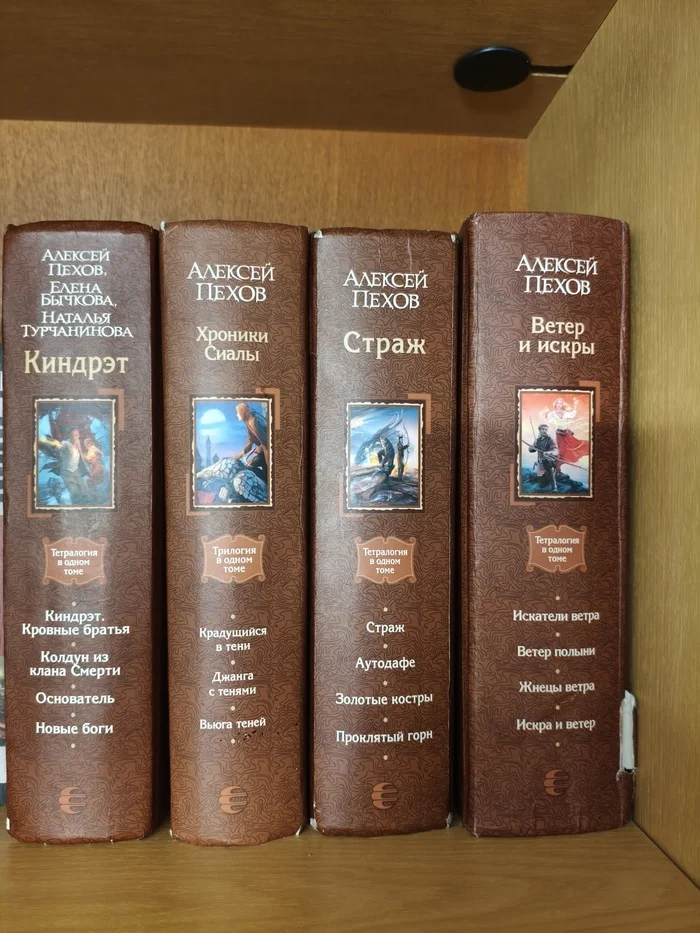 Алексей
Пехов,
Елена
Бычкова,
Наталья
Турчанинова
Киндрэт
Тетралогия
в одном
томе
Киндрэт.
Кровные братья
Колдун из
клана Смерти
Основатель
Новые боги
Алексей
Пехов
Хроники
Сиалы
Трилогия
в одном
томе
Крадущийся
в тени
Джанга
с тенями
Вьюга теней
Алексей
Пехов
Страж
Тетралогия
в одном
томе
Страж
Аутодафе
Золотые костры
Проклятый горн
Алексей
Пехов
Ветер
и искры
Тетралогия
в одном
томе
Искатели ветра
Ветер полыни
Жнецы ветра
Искра и ветер